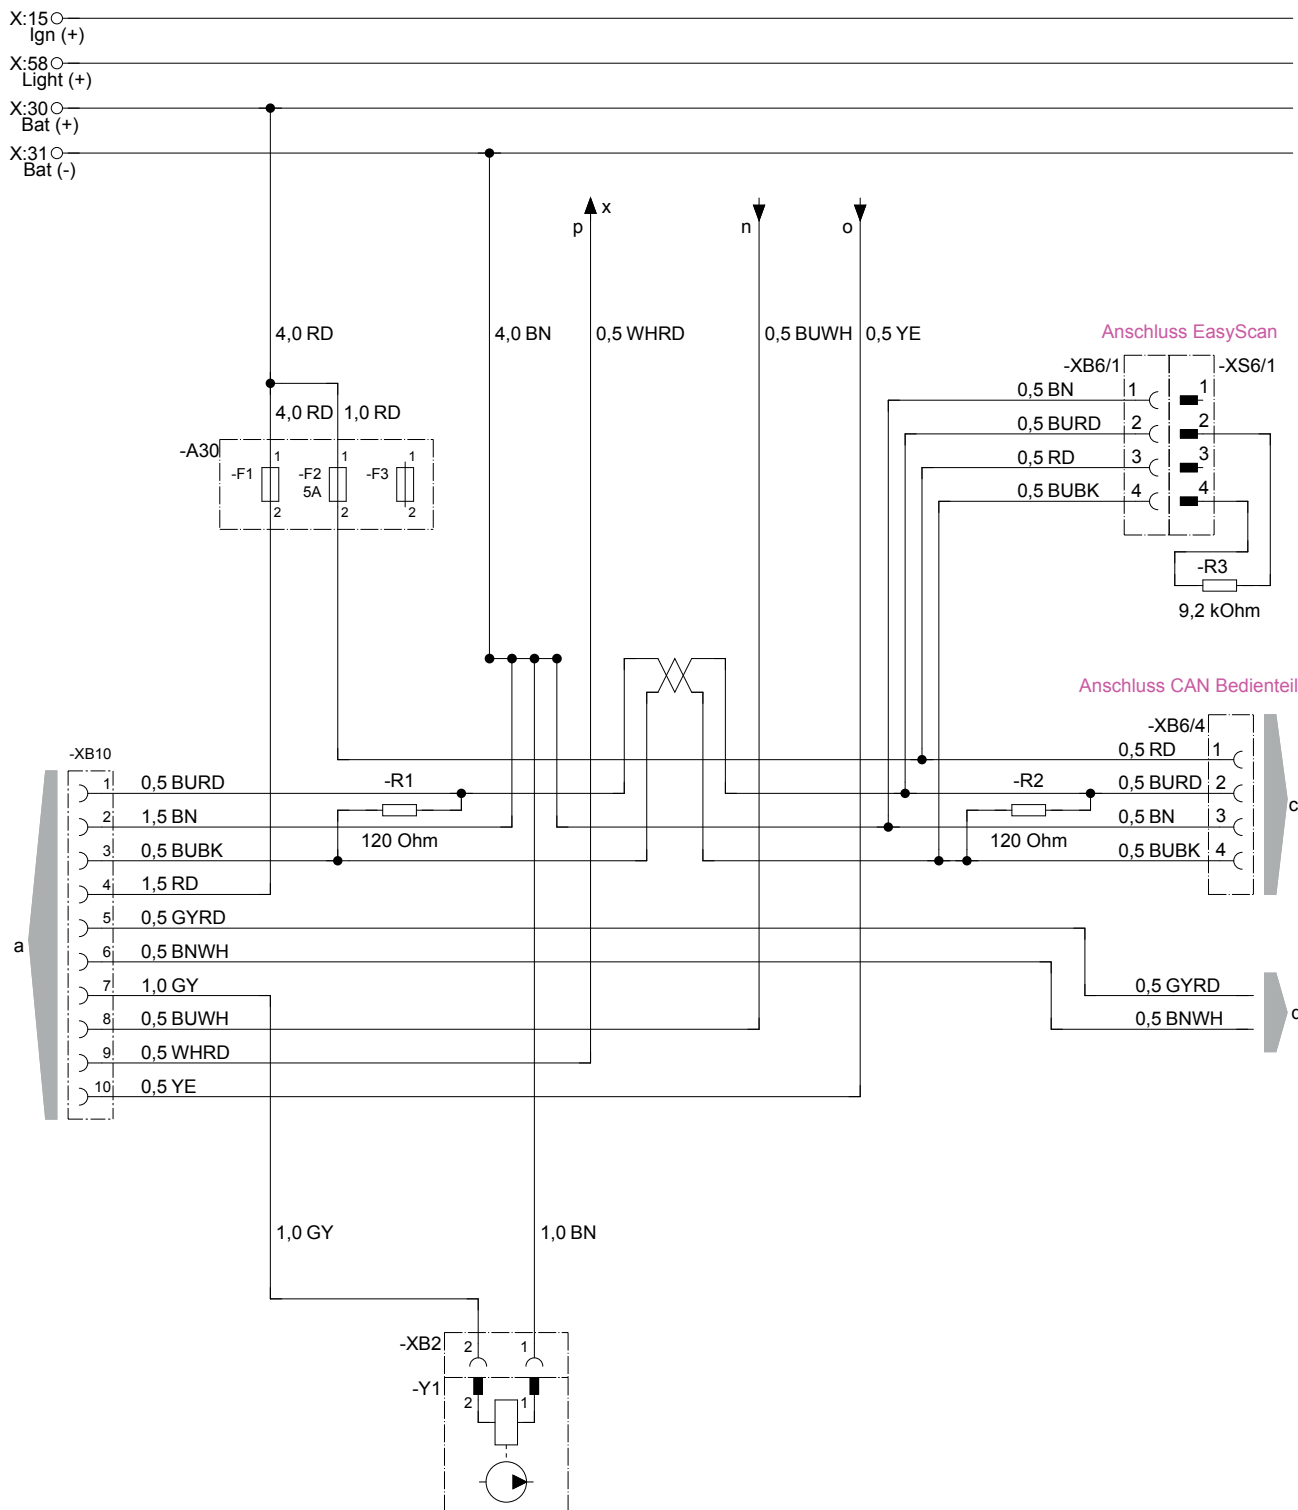 X:15
Ign (+)
X:58
Light (+)
X:30
Bat (+)
X:31
Bat (-)
x
p
n
o
4,0 RD
4,0 BN
0,5 WHRD
0,5 BUWH
0,5 YE
Anschluss EasyScan
-XB6/1
-XS6/1
0,5 BN
1
1
0,5 BURD
2
2
0,5 RD
3
3
0,5 BUBK
4
4
-R3
9,2 kOhm
4,0 RD
1,0 RD
-A30
1
1
1
-F1
-F2
5A
-F3
2
2
2
Anschluss CAN Bedienteil
-XB6/4
0,5 RD
1
0,5 BURD
2
0,5 BN
3
0,5 BUBK
4
c
-R1
120 Ohm
-R2
120 Ohm
-XB10
a
1
0,5 BURD
2
1,5 BN
3
0,5 BUBK
4
1,5 RD
5
0,5 GYRD
6
0,5 BNWH
7
1,0 GY
8
0,5 BUWH
9
0,5 WHRD
10
0,5 YE
0,5 GYRD
0,5 BNWH
1,0 GY
1,0 BN
-XB2
2
1
-Y1
2
1